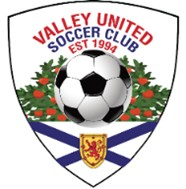 VALLEY UNITED
SOCCER CLUB
EST 1994